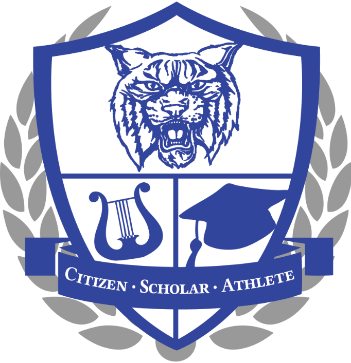 CITIZEN · SCHOLAR · ATHLETE